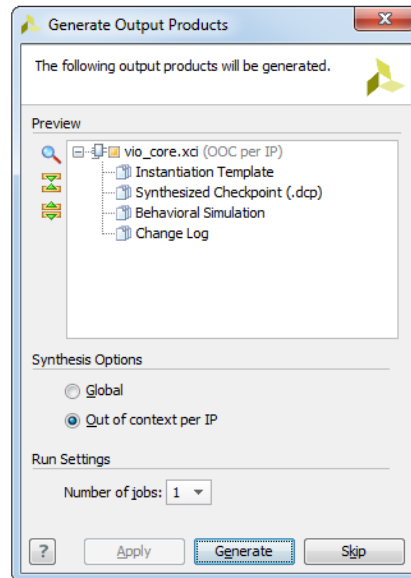 Generate Output Products
The following output products will be generated.
Preview
vio_core.xci (OOC per IP)
Instantiation Template
Synthesized Checkpoint (.dcp)
Behavioral Simulation
Change Log
Synthesis Options
Global
Out of context per IP
Run Settings
Number of jobs: 1
? Apply Generate Skip